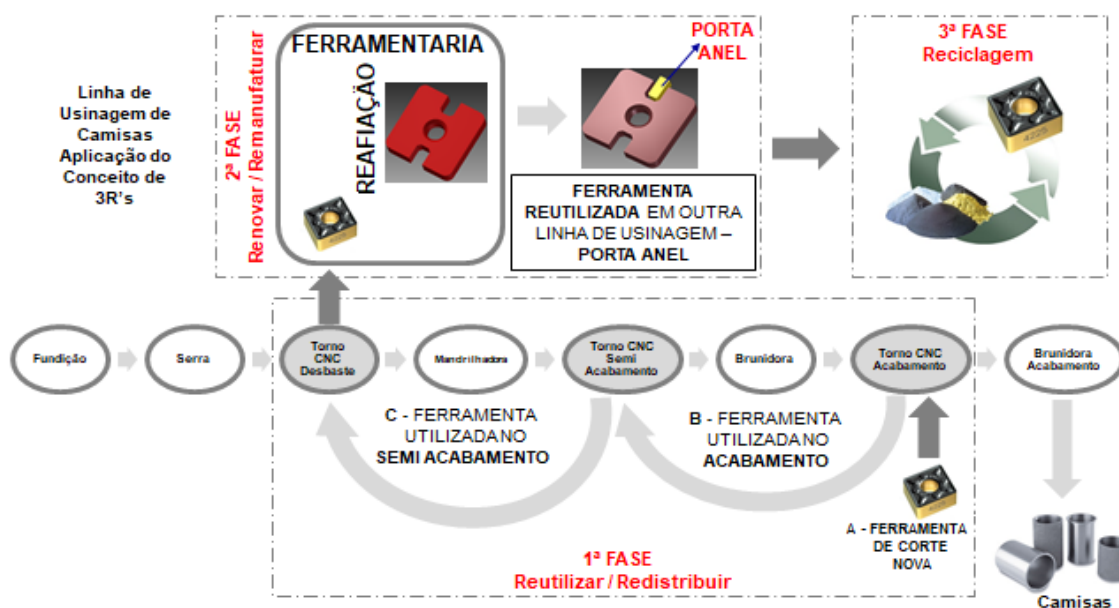 Linha de
Usinagem de
Camisas
Aplicação do
Conceito de
3R's
2ª FASE
Renovar / Remanufaturar
FERRAMENTARIA
REAFIAÇÃO
PORTA
ANEL
FERRAMENTA
REUTILIZADA EM OUTRA
LINHA DE USINAGEM –
PORTA ANEL
3ª FASE
Reciclagem
4225
Fundição
Serra
Torno
CNC
Desbaste
Mandrilhadora
Torno CNC
Semi
Acabamento
Brunidora
Torno CNC
Acabamento
Brunidora
Acabamento
C - FERRAMENTA
UTILIZADA NO
SEMI ACABAMENTO
B - FERRAMENTA
UTILIZADA NO
ACABAMENTO
A - FERRAMENTA
DE CORTE
NOVA
1ª FASE
Reutilizar / Redistribuir
Camisas